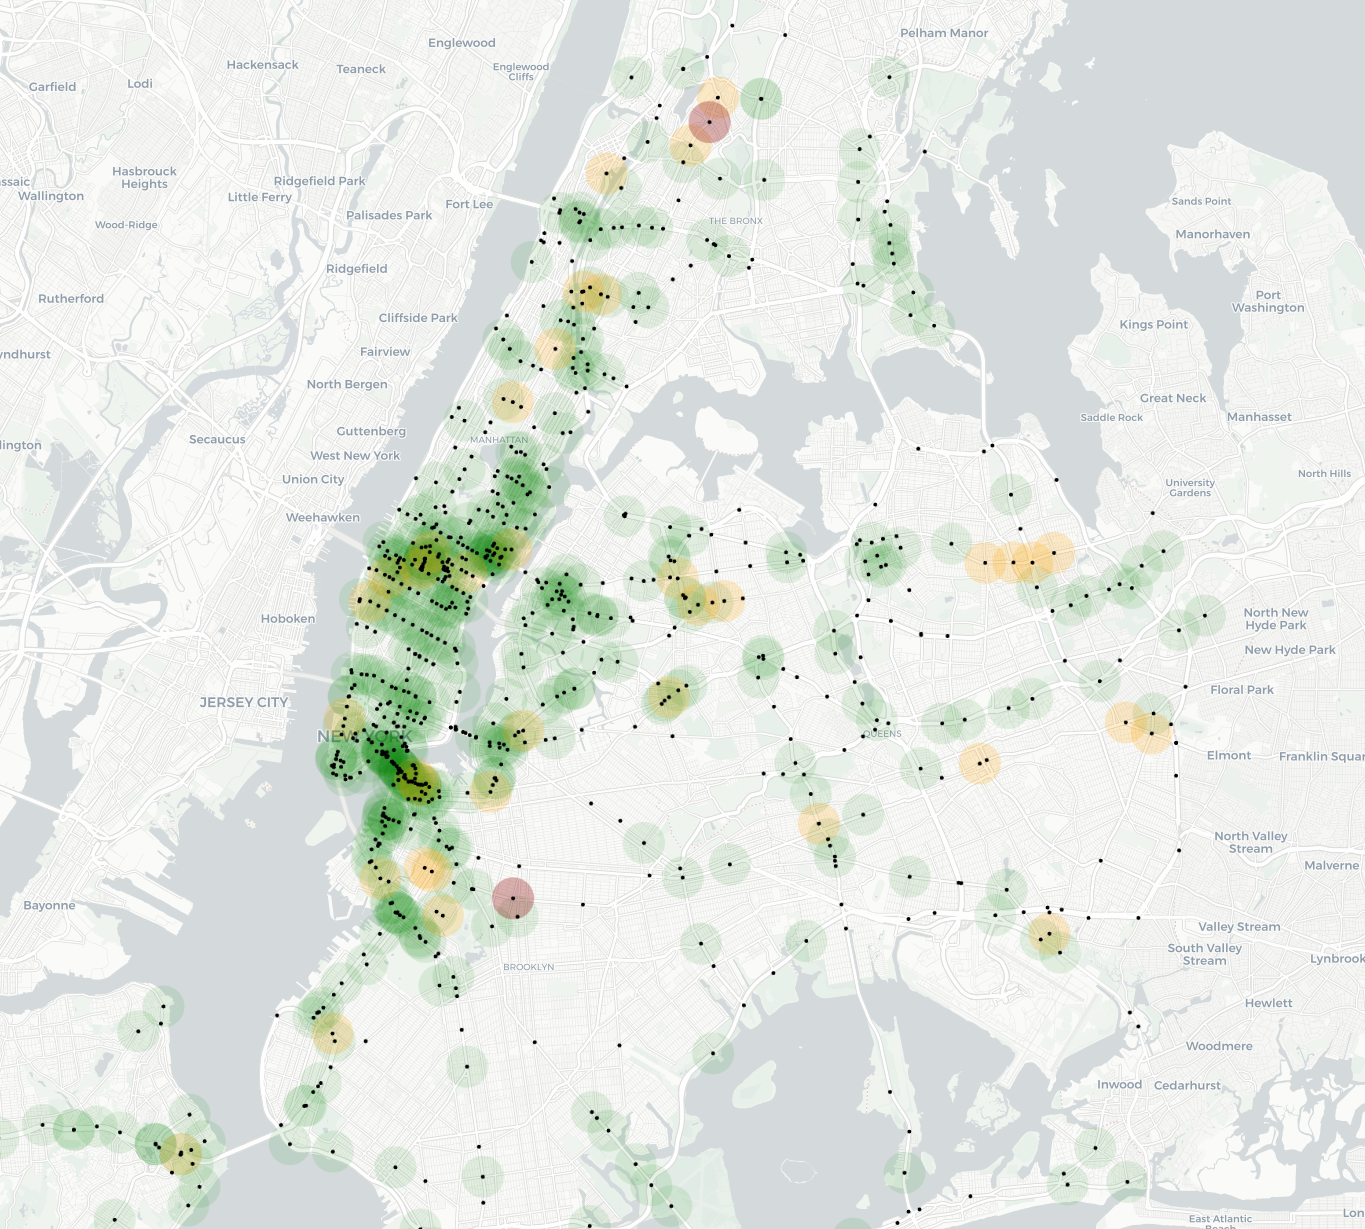 Pelham Manor
Englewood
Hackensack
Teaneck
Englewood
Cliffs
Garfield
Lodi
Hasbrouck
Heights
Ridgefield Park
ssaic
Wallington
Little Ferry
Fort Lee
Palisades Park
Wood-Ridge
THE BRONX
Sands Point
Manorhaven
Ridgefield
Rutherford
Port
Washington
Cliffside Park
Kings Point
yndhurst
Fairview
North Bergen
Great Neck
Saddle Rock
Manhasset
Guttenberg
Secaucus
MANHATTAN
lington
West New York
North Hills
Union City
University
Gardens
Weehawken
Hoboken
North New
Hyde Park
New Hyde Park
Floral Park
JERSEY CITY
NEW YORK
QUEENS
Elmont
Franklin Squar
North Valley
Stream
Malverne
Bayonne
Valley Stream
South Valley
Stream
Lynbrook
BROOKLYN
Hewlett
Woodmere
Inwood
Cedarhurst
East Atlantic
Beach
Lon